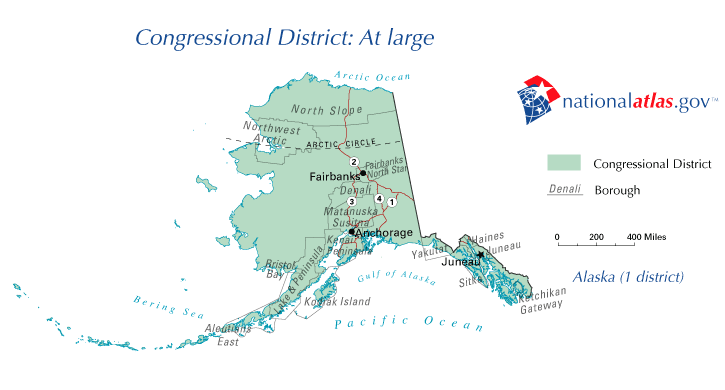 Congressional District: At large
Arctic Ocean
North Slope
Northwest
Arctic
ARCTIC CIRCLE
2
Fairbanks
North Star
Fairbanks
Denali
3
4
1
Matanuska
Susitna
Anchorage
Kenai
Peninsula
Bristol
Bay
Lake & Peninsula
Kodiak Island
Aleutians
East
Bering Sea
Gulf of Alaska
Pacific Ocean
Yakutat
Haines
Juneau
Juneau
Sitka
Ketchikan
Gateway
nationalatlas.gov™
Congressional District
Denali Borough
0 200 400 Miles
Alaska (1 district)